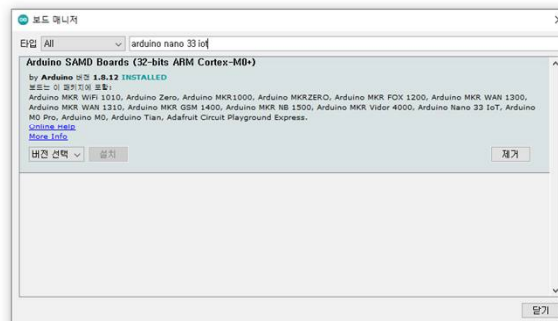 보드 매니저
타입 All arduino nano 33 iot
Arduino SAMD Boards (32-bits ARM Cortex-M0+)
by Arduino 버전 1.8.12 INSTALLED
보드는 이 패키지에 포함:
Arduino MKR WiFi 1010, Arduino Zero, Arduino MKR1000, Arduino MKRZERO, Arduino MKR FOX 1200, Arduino MKR WAN 1300,
Arduino MKR WAN 1310, Arduino MKR GSM 1400, Arduino MKR NB 1500, Arduino MKR Vidor 4000, Arduino Nano 33 IoT, Arduino
M0 Pro, Arduino M0, Arduino Tian, Adafruit Circuit Playground Express.
Online Help
More Info
버전 선택 설치 제거
닫기